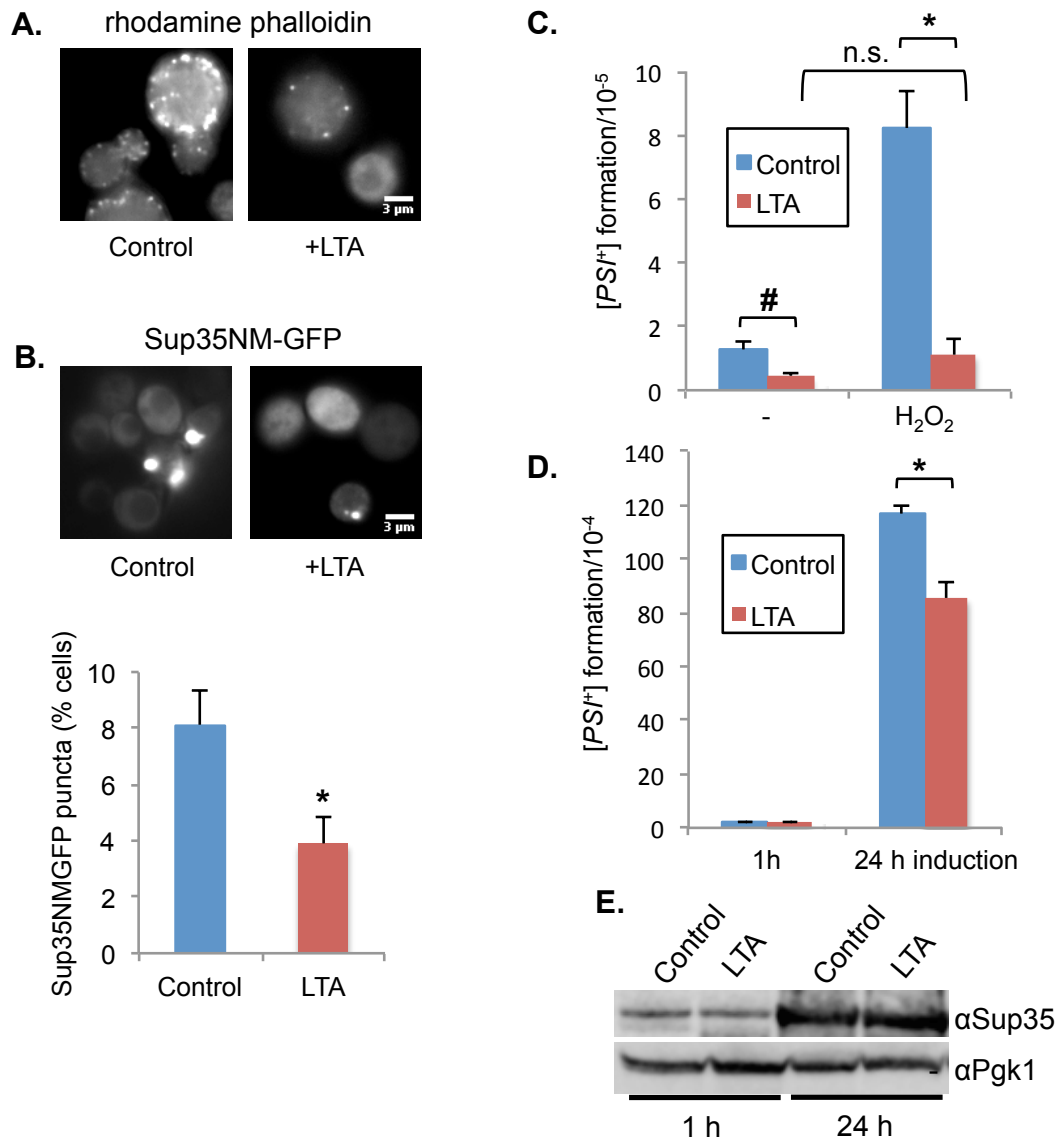 A.
rhodamine phalloidin
Control
+LTA
3 µm
B.
Sup35NM-GFP
Control
+LTA
3 µm
Sup35NMGFP puncta (% cells)
10
8
6
4
2
0
*
Control
LTA
C.
*
n.s.
[PSI⁺] formation/10⁻⁵
10
8
6
4
2
0
Control
LTA
#
-
H₂O₂
D.
*
[PSI⁺] formation/10⁻⁴
140
120
100
80
60
40
20
0
Control
LTA
1h
24 h induction
E.
Control
LTA
Control
LTA
αSup35
αPgk1
1 h
24 h